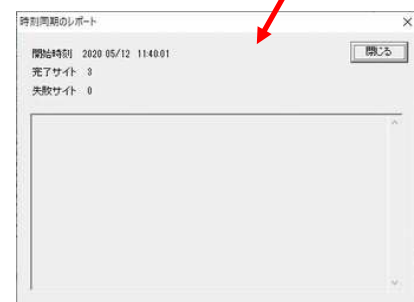 時刻同期のレポート
開始時刻 2020 05/12 11:40:01
閉じる
完了サイト 3
失敗サイト 0